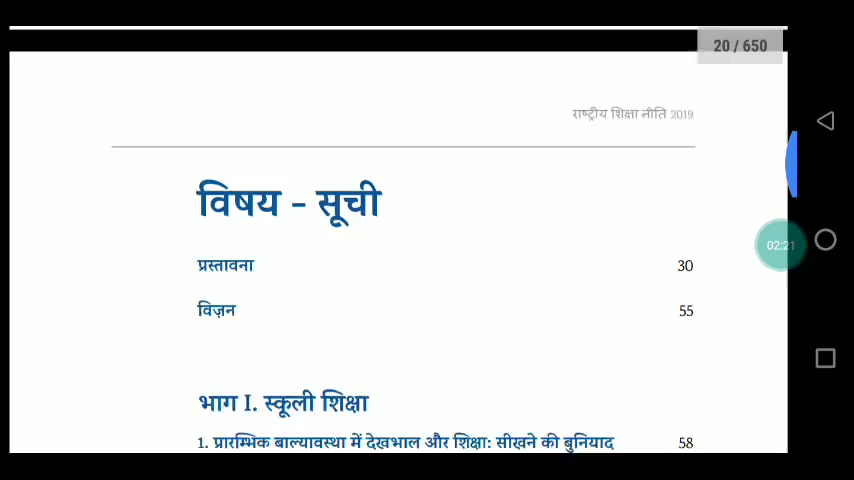 20 / 650
राष्ट्रीय शिक्षा नीति 2019
विषय - सूची
प्रस्तावना 30
विज़न 55
02:21
भाग I. स्कूली शिक्षा
1. प्रारम्भिक बाल्यावस्था में देखभाल और शिक्षा: सीखने की बुनियाद 58